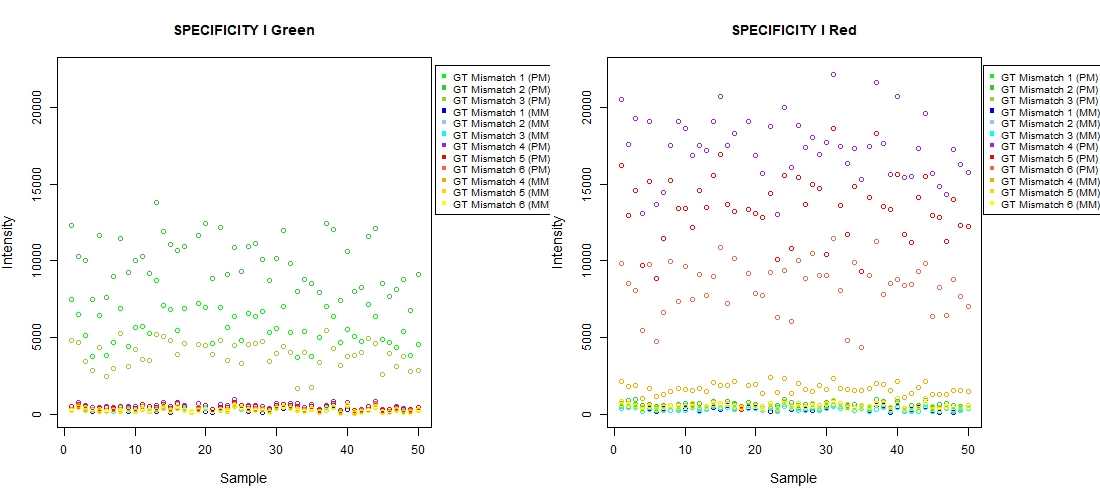 SPECIFICITY I Green
Intensity
20000
15000
10000
5000
0
0 10 20 30 40 50
Sample
GT Mismatch 1 (PM)
GT Mismatch 2 (PM)
GT Mismatch 3 (PM)
GT Mismatch 1 (MM
GT Mismatch 2 (MM
GT Mismatch 3 (MM
GT Mismatch 4 (PM)
GT Mismatch 5 (PM)
GT Mismatch 6 (PM)
GT Mismatch 4 (MM
GT Mismatch 5 (MM
GT Mismatch 6 (MM
SPECIFICITY I Red
Intensity
20000
15000
10000
5000
0
0 10 20 30 40 50
Sample
GT Mismatch 1 (PM)
GT Mismatch 2 (PM)
GT Mismatch 3 (PM)
GT Mismatch 1 (MM)
GT Mismatch 2 (MM)
GT Mismatch 3 (MM)
GT Mismatch 4 (PM)
GT Mismatch 5 (PM)
GT Mismatch 6 (PM)
GT Mismatch 4 (MM)
GT Mismatch 5 (MM)
GT Mismatch 6 (MM)